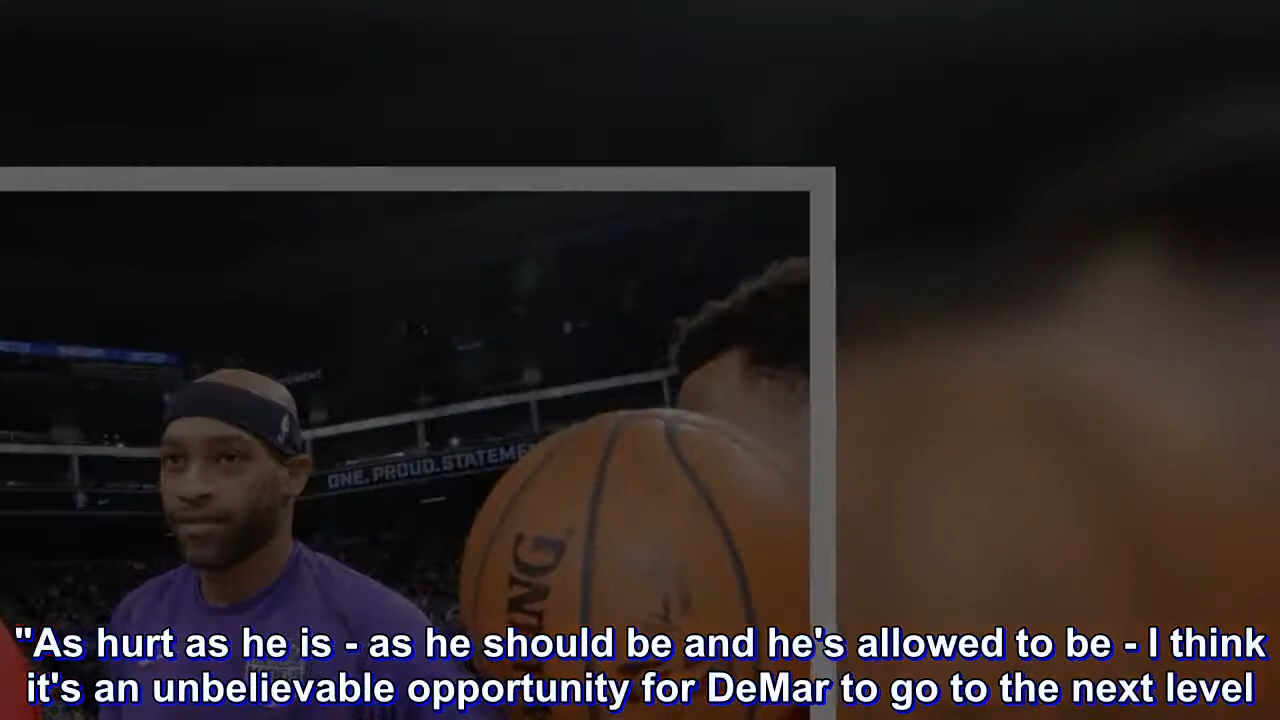 ONE. PROUD. STATEME
ING
"As hurt as he is - as he should be and he's allowed to be - I think
it's an unbelievable opportunity for DeMar to go to the next level